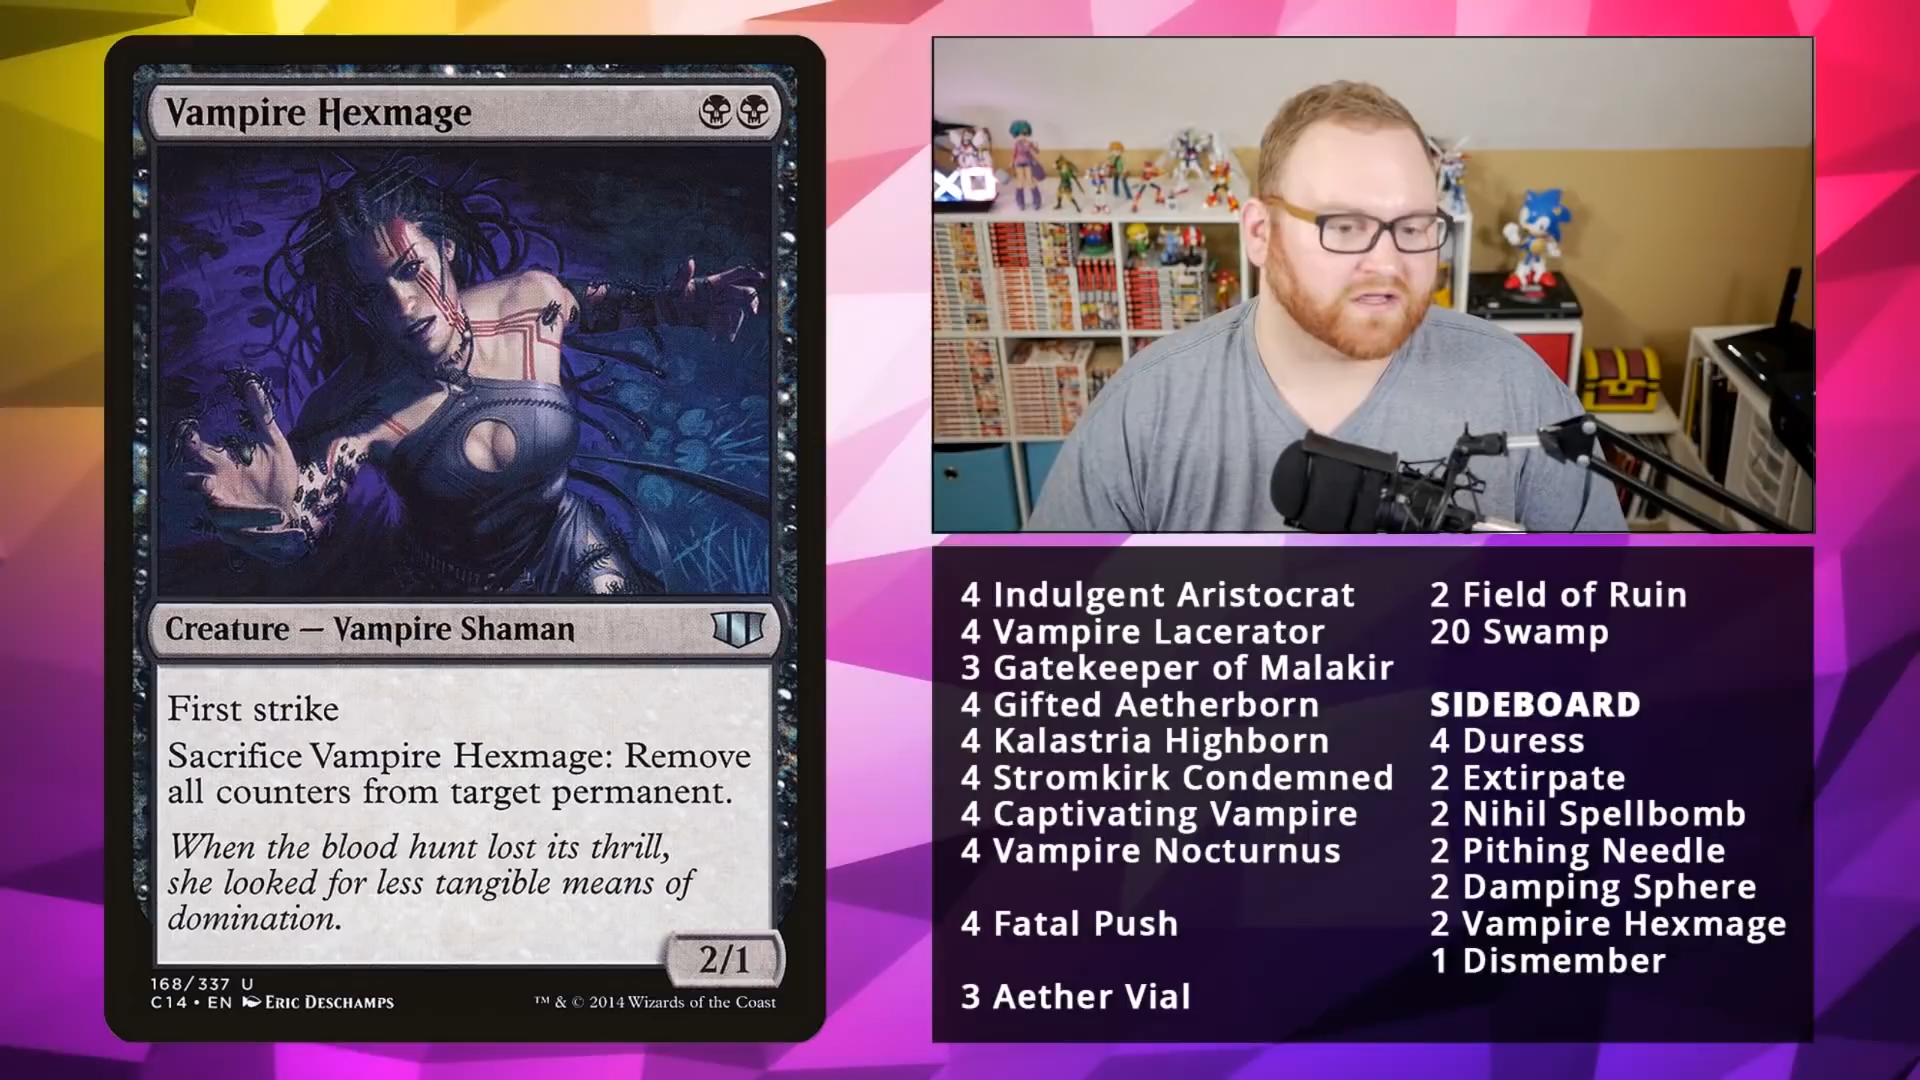 Vampire Hexmage
Creature — Vampire Shaman
First strike
Sacrifice Vampire Hexmage: Remove
all counters from target permanent.
When the blood hunt lost its thrill,
she looked for less tangible means of
domination.
2/1
168/337 U
C14 • EN Eric Deschamps
™ & © 2014 Wizards of the Coast
4 Indulgent Aristocrat
4 Vampire Lacerator
3 Gatekeeper of Malakir
4 Gifted Aetherborn
4 Kalastria Highborn
4 Stromkirk Condemned
4 Captivating Vampire
4 Vampire Nocturnus
4 Fatal Push
3 Aether Vial
2 Field of Ruin
20 Swamp
SIDEBOARD
4 Duress
2 Extirpate
2 Nihil Spellbomb
2 Pithing Needle
2 Damping Sphere
2 Vampire Hexmage
1 Dismember